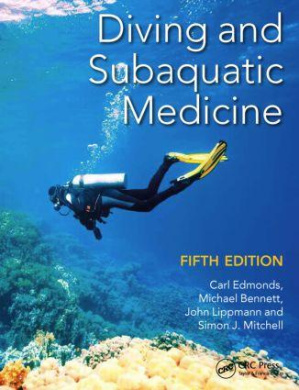 Diving and
Subaquatic
Medicine
FIFTH EDITION
Carl Edmonds,
Michael Bennett,
John Lippmann and
Simon J. Mitchell
CRC Press